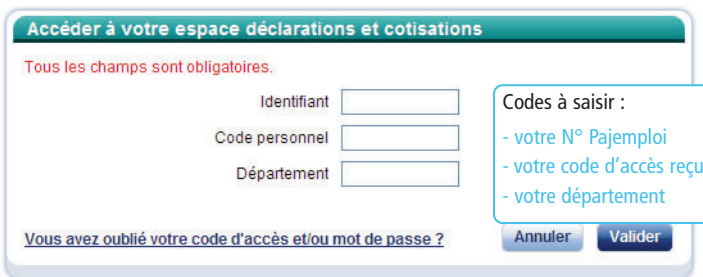 Accéder à votre espace déclarations et cotisations
Tous les champs sont obligatoires.
Identifiant
Code personnel
Département
Codes à saisir :
- votre N° Pajemploi
- votre code d'accès reçu
- votre département
Vous avez oublié votre code d'accès et/ou mot de passe ?
Annuler
Valider